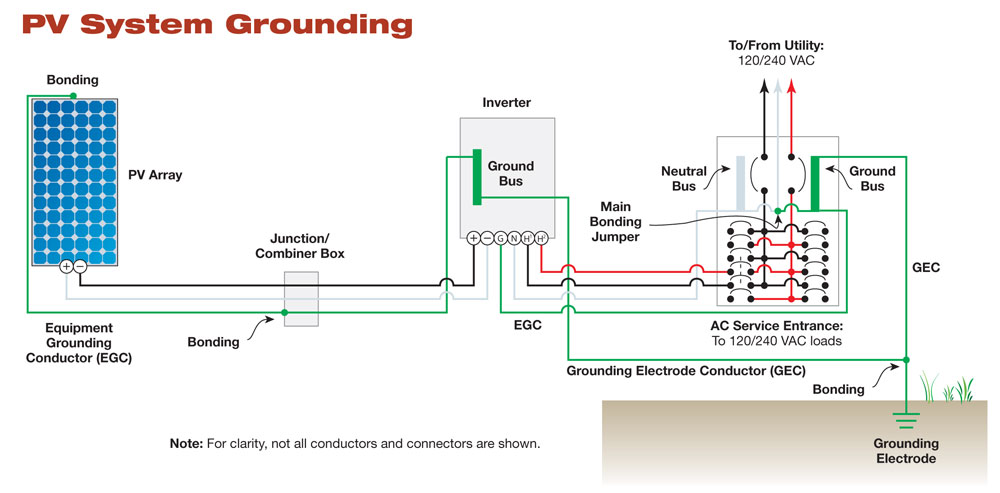 PV System Grounding
To/From Utility:
120/240 VAC
Bonding
Inverter
PV Array
Ground
Bus
Neutral
Bus
Ground
Bus
Main
Bonding
Jumper
Junction/
Combiner Box
+ − G N H¹ H²
+ −
GEC
Equipment
Grounding
Conductor (EGC)
Bonding
EGC
AC Service Entrance:
To 120/240 VAC loads
Grounding Electrode Conductor (GEC)
Bonding
Note: For clarity, not all conductors and connectors are shown.
Grounding
Electrode